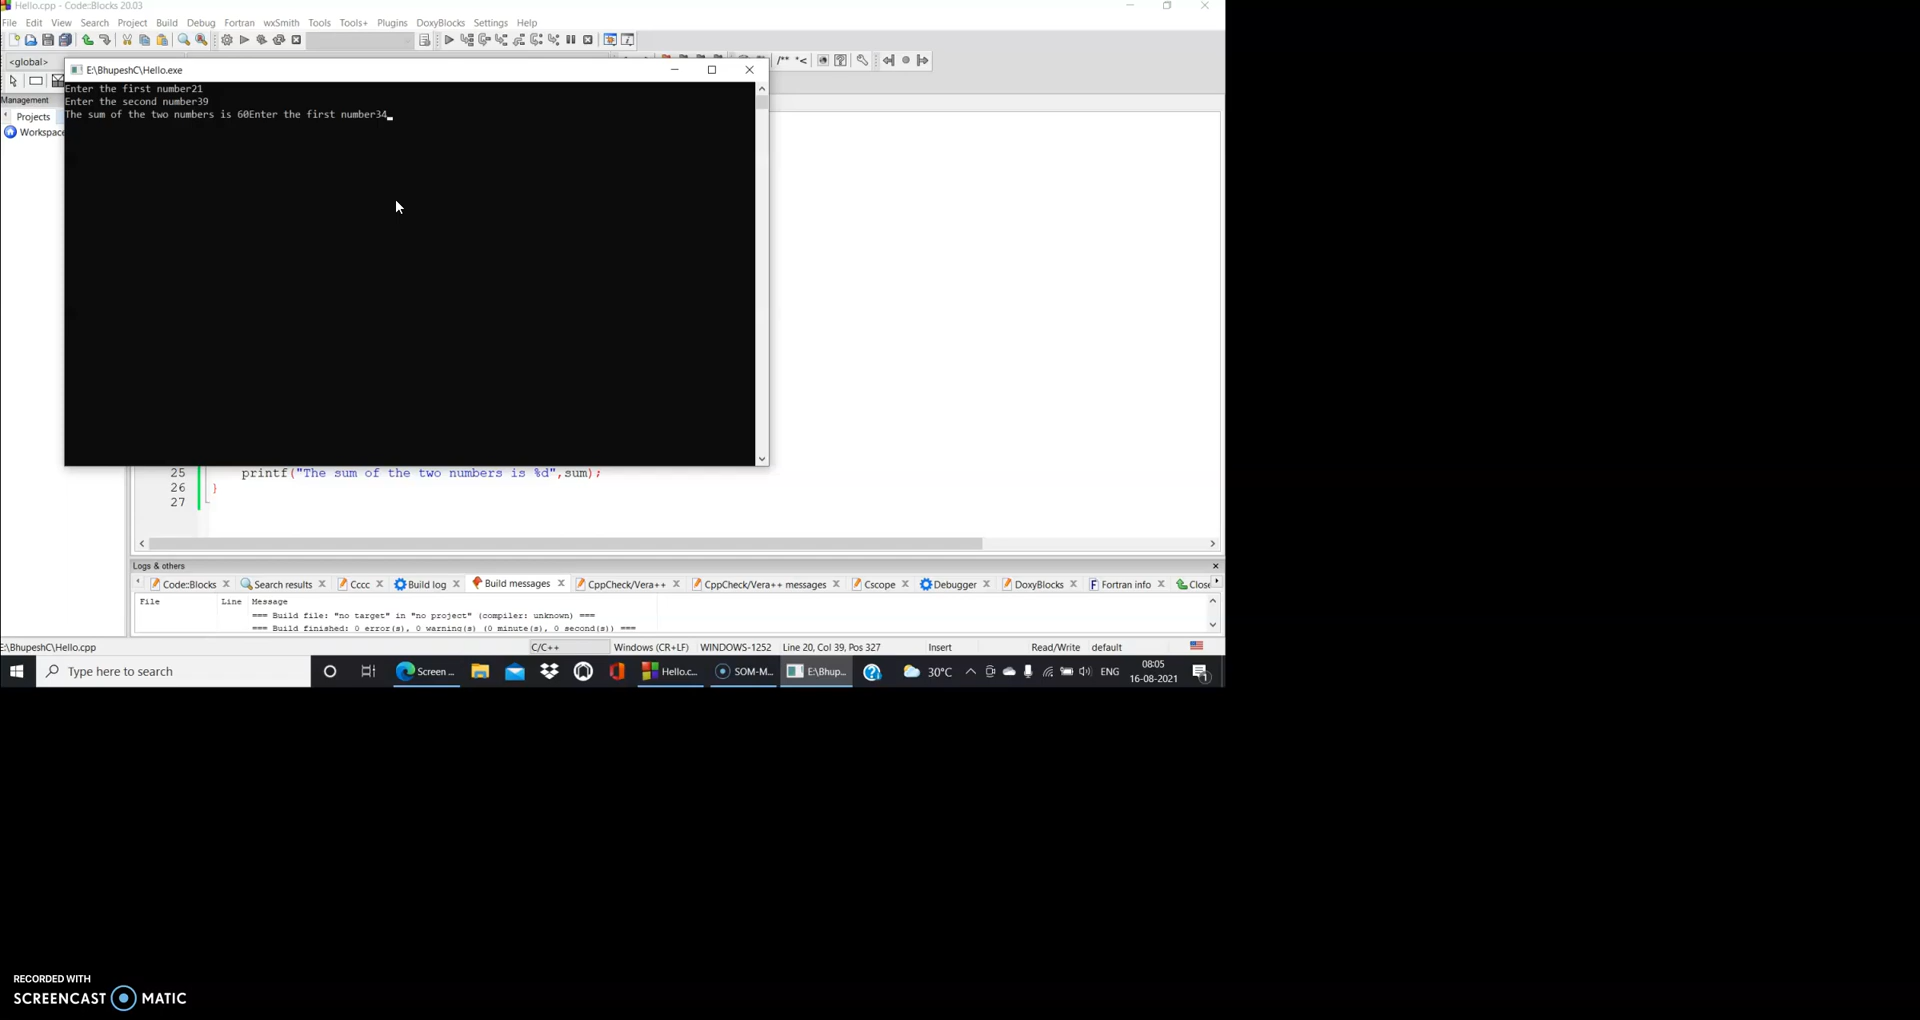 Hello.cpp - Code::Blocks 20.03
File Edit View Search Project Build Debug Fortran wxSmith Tools Tools+ Plugins DoxyBlocks Settings Help
<global>
/** *<
E:\BhupeshC\Hello.exe
Management
Projects
Workspace
Enter the first number21
Enter the second number39
The sum of the two numbers is 60Enter the first number34
25 printf("The sum of the two numbers is %d",sum);
26 }
27
Logs & others
Code::Blocks Search results Cccc Build log Build messages CppCheck/Vera++ CppCheck/Vera++ messages Cscope Debugger DoxyBlocks Fortran info Close
File Line Message
=== Build file: "no target" in "no project" (compiler: unknown) ===
=== Build finished: 0 error(s), 0 warning(s) (0 minute(s), 0 second(s)) ===
E:\BhupeshC\Hello.cpp C/C++ Windows (CR+LF) WINDOWS-1252 Line 20, Col 39, Pos 327 Insert Read/Write default
Type here to search Screen ... Hello.c... SOM-M... E:\Bhup... 30°C ENG 08:05
16-08-2021
RECORDED WITH
SCREENCAST MATIC